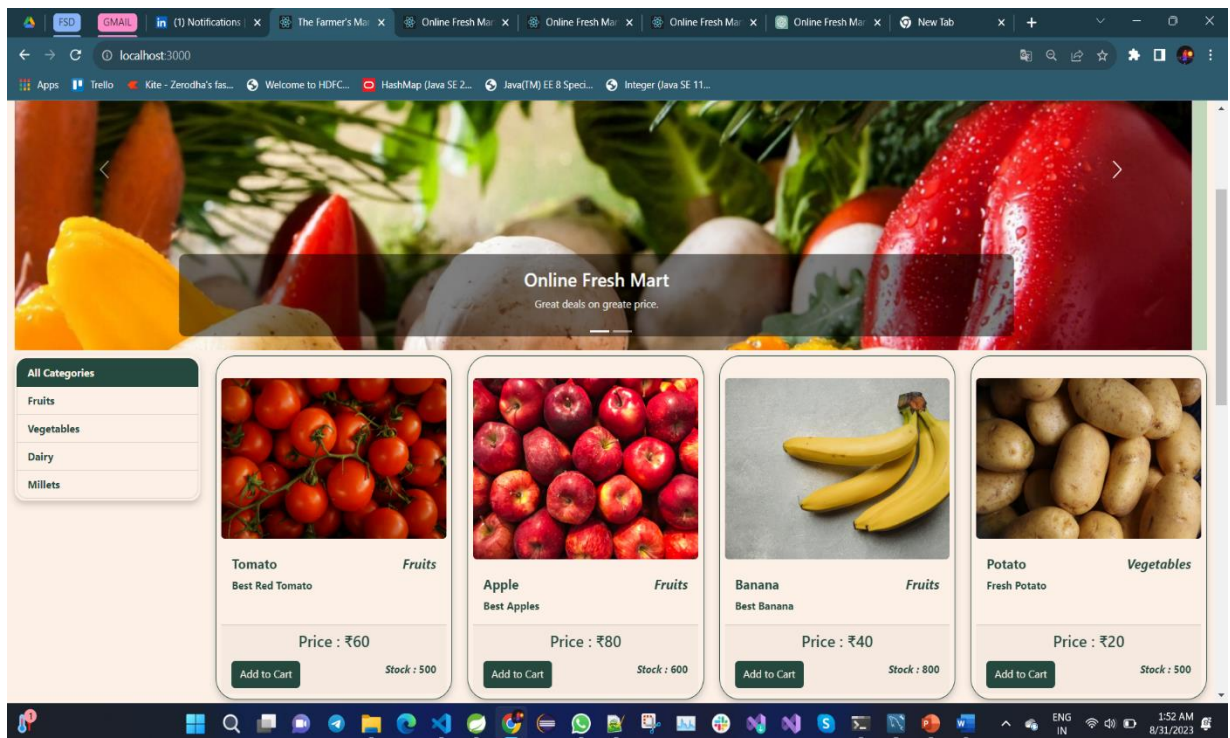 FSD
GMAIL
(1) Notifications |
The Farmer's Ma
Online Fresh Mar
Online Fresh Mar
Online Fresh Mar
Online Fresh Mar
New Tab
localhost:3000
Apps
Trello
Kite - Zerodha's fas...
Welcome to HDFC...
HashMap (Java SE 2...
Java(TM) EE 8 Speci...
Integer (Java SE 11...
Online Fresh Mart
Great deals on greate price.
All Categories
Fruits
Vegetables
Dairy
Millets
Tomato Fruits
Best Red Tomato
Price : ₹60
Add to Cart Stock : 500
Apple Fruits
Best Apples
Price : ₹80
Add to Cart Stock : 600
Banana Fruits
Best Banana
Price : ₹40
Add to Cart Stock : 800
Potato Vegetables
Fresh Potato
Price : ₹20
Add to Cart Stock : 500
ENG
IN
1:52 AM
8/31/2023